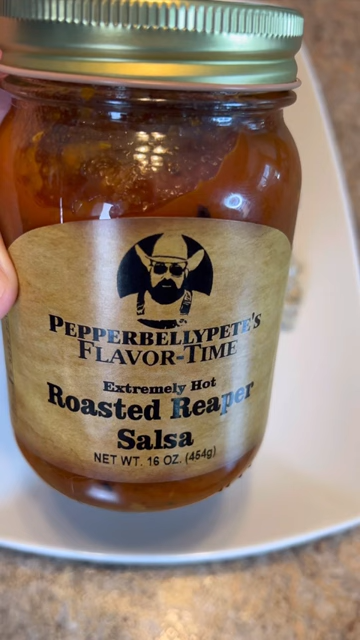 PEPPERBELLYPETE'S
FLAVOR-TIME
Extremely Hot
Roasted Reaper
Salsa
NET WT. 16 OZ. (454g)